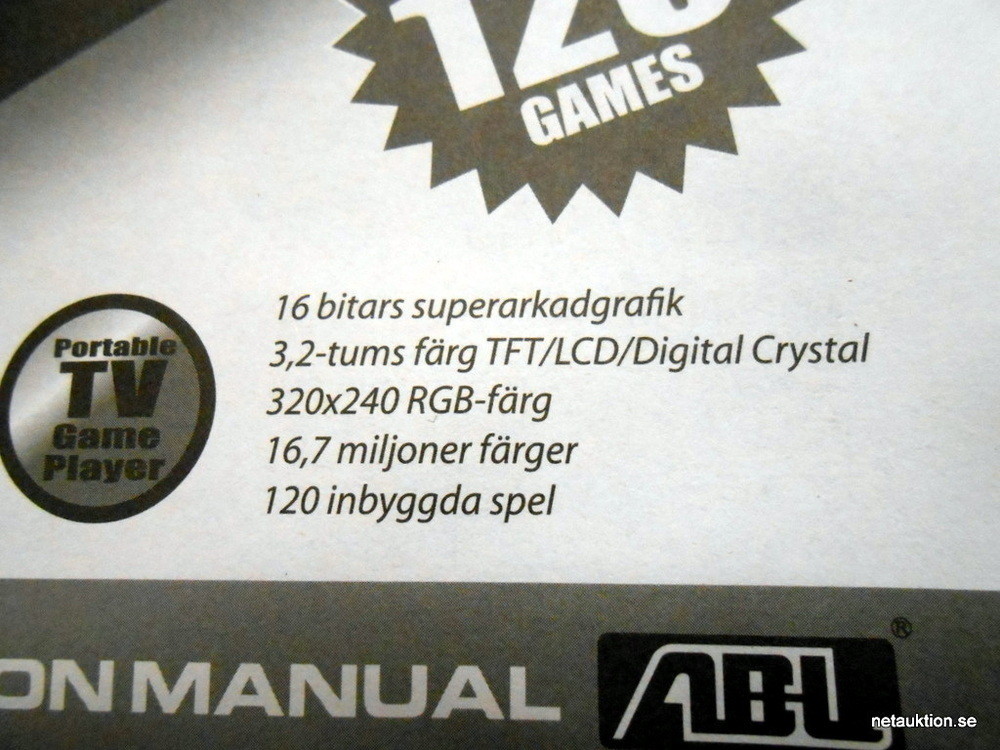 120
GAMES
16 bitars superarkadgrafik
3,2-tums färg TFT/LCD/Digital Crystal
320x240 RGB-färg
16,7 miljoner färger
120 inbyggda spel
Portable
TV
Game
Player
ON MANUAL
®
netauktion.se